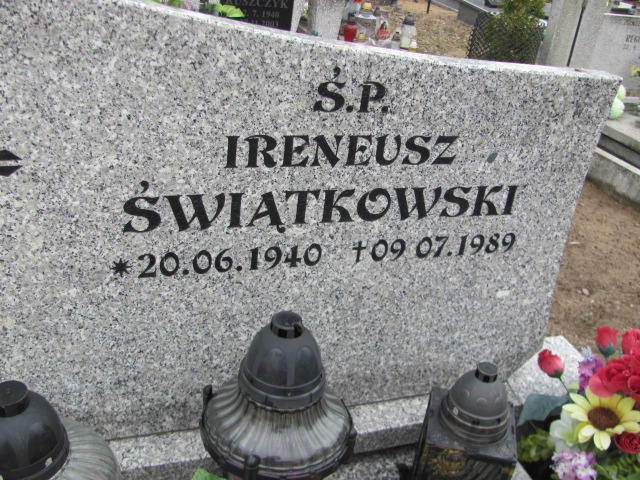 Ś.P.
IRENEUSZ
ŚWIĄTKOWSKI
*20.06.1940 †09.07.1989